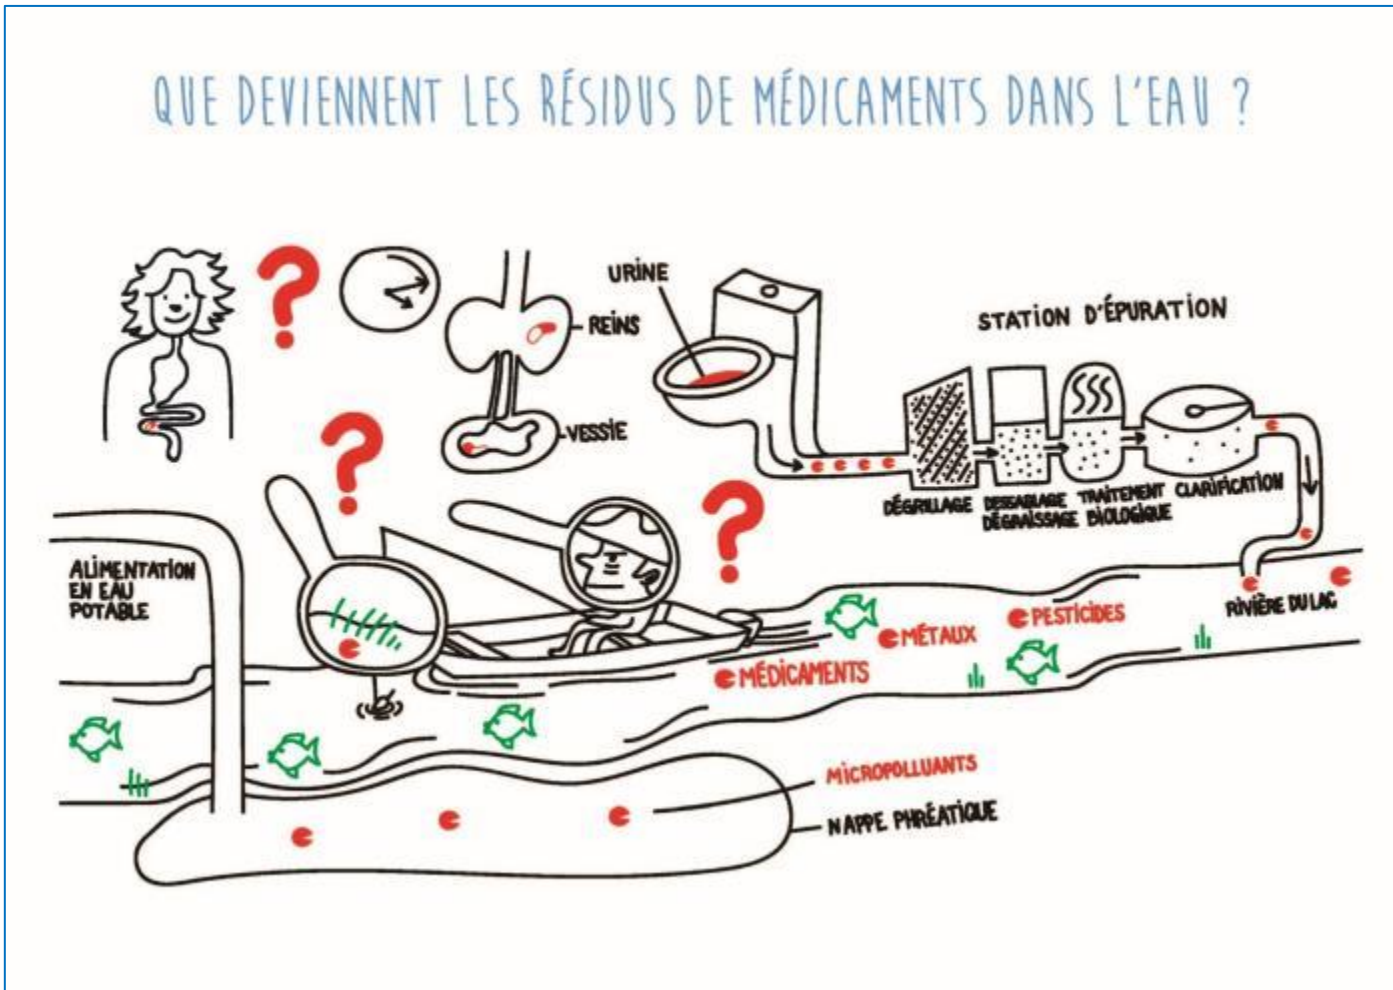 QUE DEVIENNENT LES RÉSIDUS DE MÉDICAMENTS DANS L'EAU ?
URINE
REINS
VESSIE
STATION D'ÉPURATION
DÉGRILLAGE
DESSABLAGE
DÉGRAISSAGE
TRAITEMENT
BIOLOGIQUE
CLARIFICATION
ALIMENTATION
EN EAU
POTABLE
RIVIÈRE DU LAC
PESTICIDES
MÉTAUX
MÉDICAMENTS
MICROPOLLUANTS
NAPPE PHRÉATIQUE